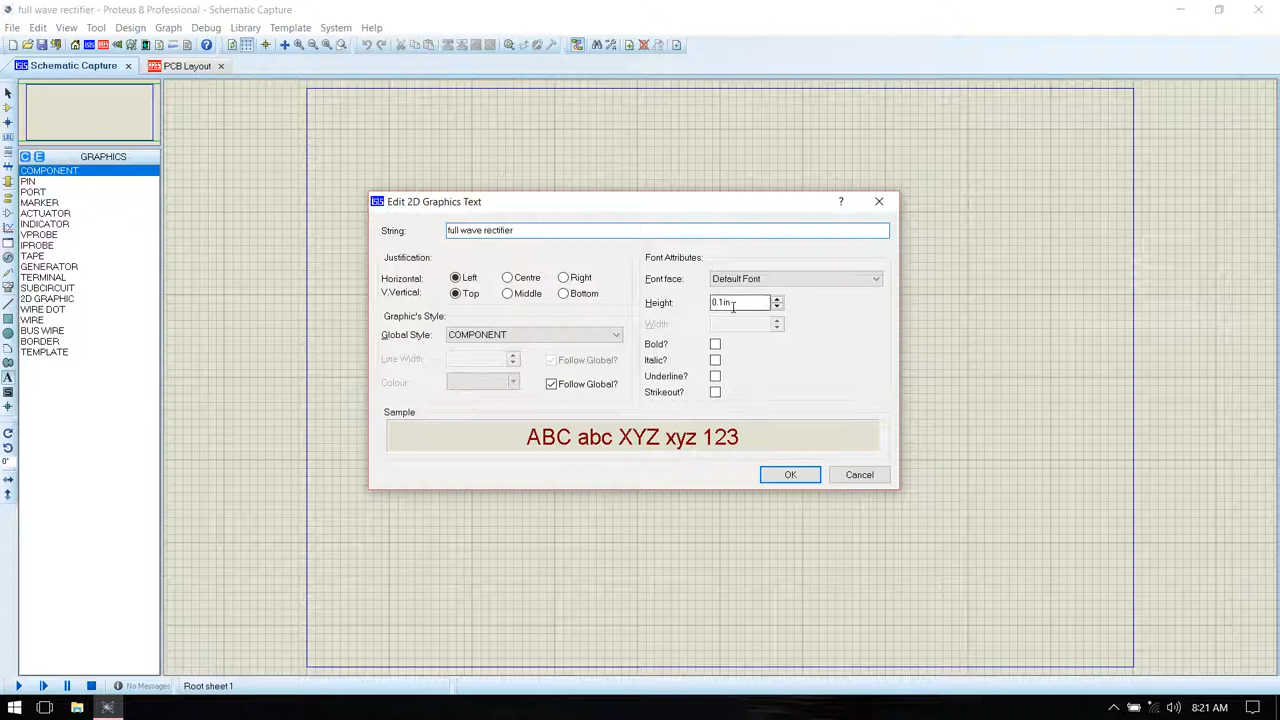 full wave rectifier - Proteus 8 Professional - Schematic Capture
File Edit View Tool Design Graph Debug Library Template System Help
Schematic Capture
PCB Layout
C E GRAPHICS
COMPONENT
PIN
PORT
MARKER
ACTUATOR
INDICATOR
VPROBE
IPROBE
TAPE
GENERATOR
TERMINAL
SUBCIRCUIT
2D GRAPHIC
WIRE DOT
WIRE
BUS WIRE
BORDER
TEMPLATE
0°
Edit 2D Graphics Text
String: full wave rectifier
Justification:
Horizontal: Left Centre Right
V.Vertical: Top Middle Bottom
Graphic's Style:
Global Style: COMPONENT
Line Width: Follow Global?
Colour: Follow Global?
Font Attributes:
Font face: Default Font
Height: 0.1in
Width:
Bold?
Italic?
Underline?
Strikeout?
Sample
ABC abc XYZ xyz 123
OK Cancel
No Messages Root sheet 1
8:21 AM